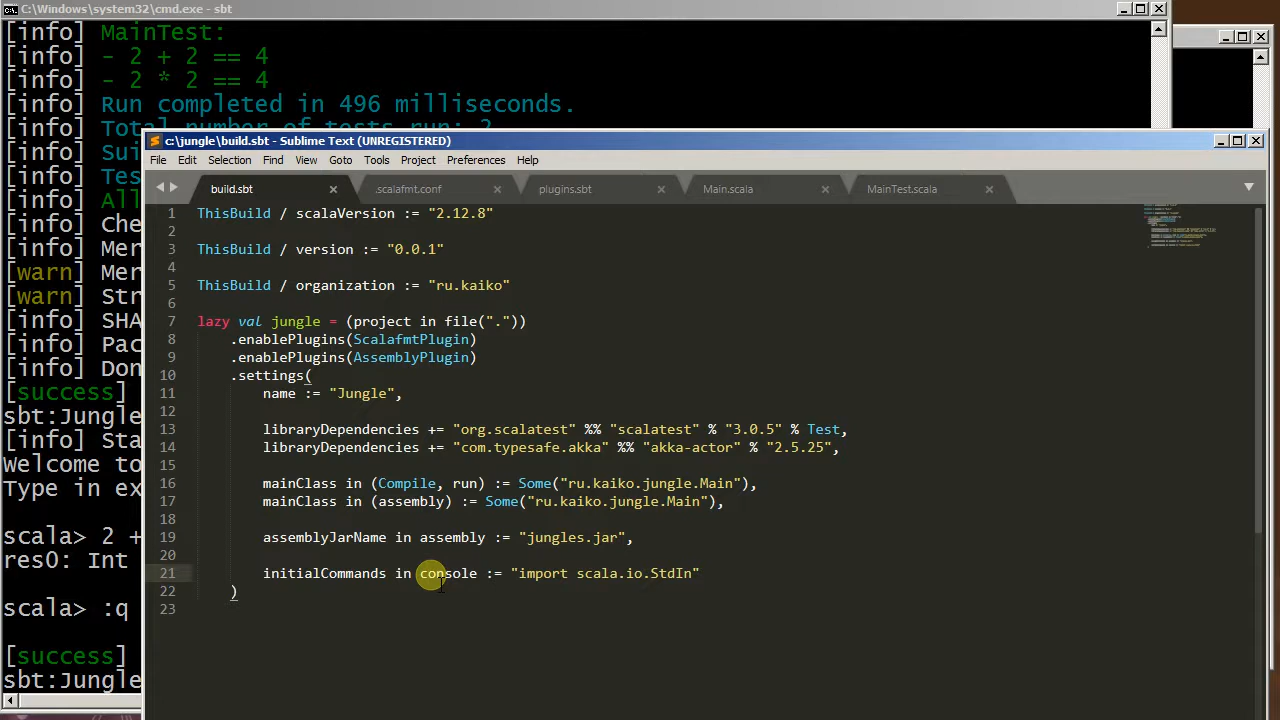 C:\Windows\system32\cmd.exe - sbt
[info] MainTest:
[info] - 2 + 2 == 4
[info] - 2 * 2 == 4
[info] Run completed in 496 milliseconds.
[info] Total number of tests run: 2
[info] Sui
[info] Tes
[info] All
[info] Che
[info] Mer
[warn] Mer
[warn] Str
[info] SHA
[info] Pac
[info] Don
[success]
sbt:Jungle
[info] Sta
Welcome to
Type in ex
scala> 2 +
res0: Int
scala> :q
[success]
sbt:Jungle
c:\jungle\build.sbt - Sublime Text (UNREGISTERED)
File Edit Selection Find View Goto Tools Project Preferences Help
build.sbt .scalafmt.conf plugins.sbt Main.scala MainTest.scala
1 ThisBuild / scalaVersion := "2.12.8"
2
3 ThisBuild / version := "0.0.1"
4
5 ThisBuild / organization := "ru.kaiko"
6
7 lazy val jungle = (project in file("."))
8 .enablePlugins(ScalafmtPlugin)
9 .enablePlugins(AssemblyPlugin)
10 .settings(
11 name := "Jungle",
12
13 libraryDependencies += "org.scalatest" %% "scalatest" % "3.0.5" % Test,
14 libraryDependencies += "com.typesafe.akka" %% "akka-actor" % "2.5.25",
15
16 mainClass in (Compile, run) := Some("ru.kaiko.jungle.Main"),
17 mainClass in (assembly) := Some("ru.kaiko.jungle.Main"),
18
19 assemblyJarName in assembly := "jungles.jar",
20
21 initialCommands in console := "import scala.io.StdIn"
22 )
23